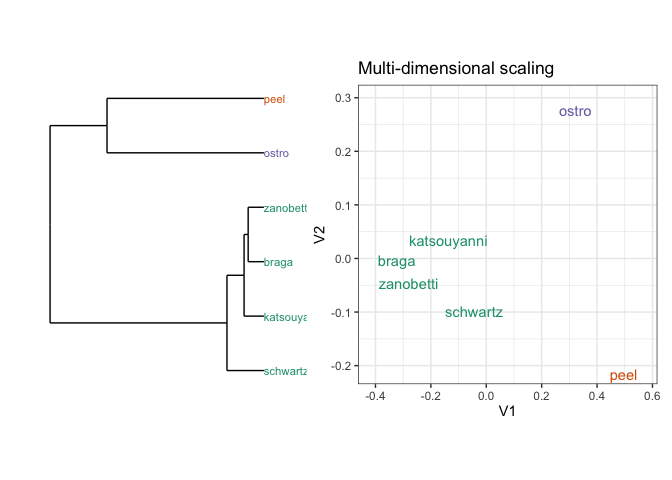 peel
ostro
zanobett
braga
katsouya
schwartz
Multi-dimensional scaling
V2
0.3
0.2
0.1
0.0
-0.1
-0.2
ostro
katsouyanni
braga
zanobetti
schwartz
peel
-0.4
-0.2
0.0
0.2
0.4
0.6
V1